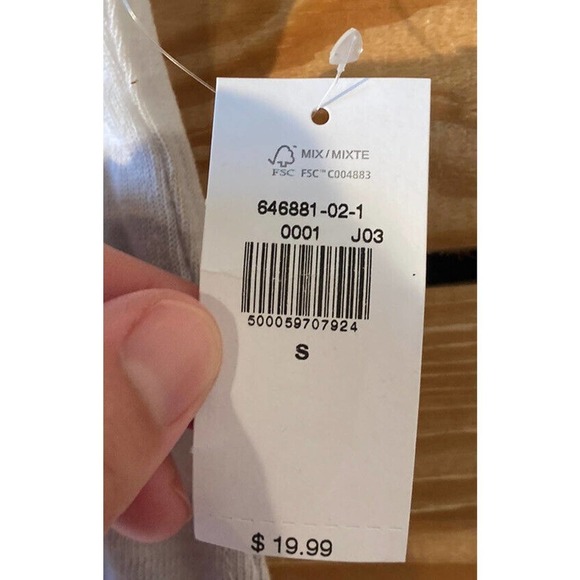 MIX / MIXTE
FSC FSC™ C004883
646881-02-1
0001 J03
500059707924
S
$ 19.99